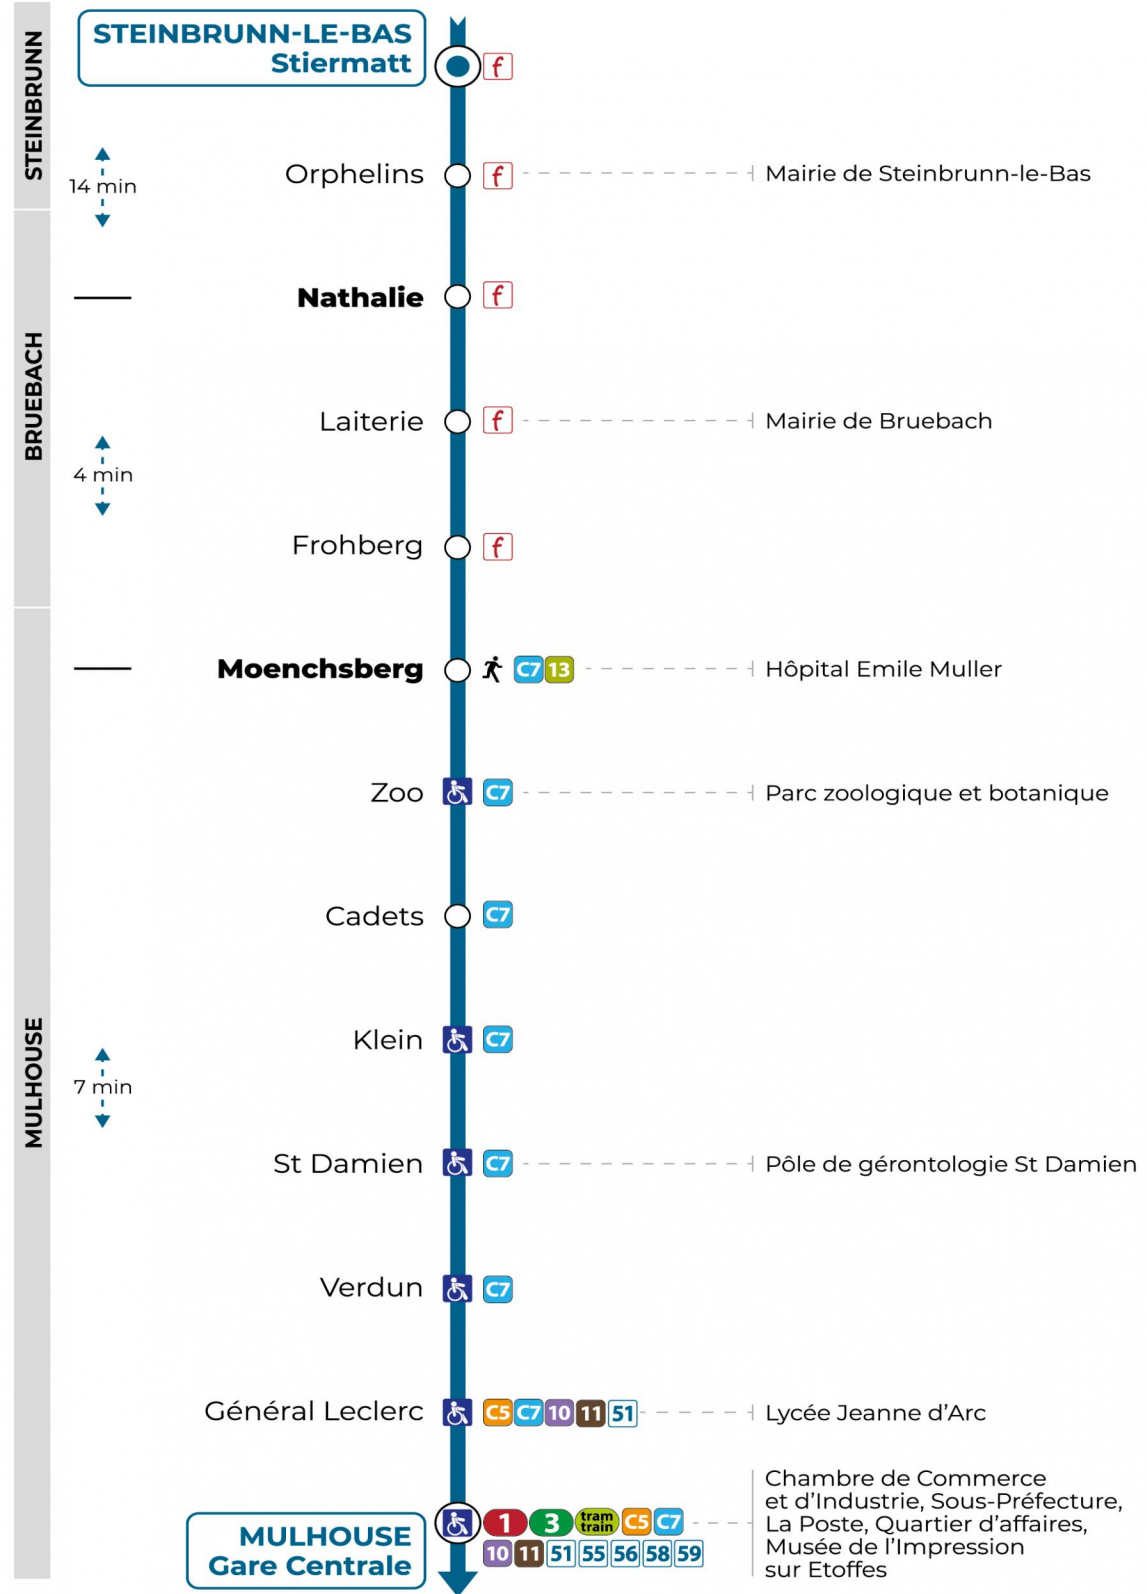 STEINBRUNN
STEINBRUNN-LE-BAS
Stiermatt
f
14 min
Orphelins
f
Mairie de Steinbrunn-le-Bas
BRUEBACH
Nathalie
f
Laiterie
f
Mairie de Bruebach
4 min
Frohberg
f
MULHOUSE
Moenchsberg
C7 13
Hôpital Emile Muller
Zoo
C7
Parc zoologique et botanique
Cadets
C7
Klein
C7
7 min
St Damien
C7
Pôle de gérontologie St Damien
Verdun
C7
Général Leclerc
C5 C7 10 11 51
Lycée Jeanne d’Arc
MULHOUSE
Gare Centrale
1 3 tram train C5 C7
10 11 51 55 56 58 59
Chambre de Commerce
et d’Industrie, Sous-Préfecture,
La Poste, Quartier d’affaires,
Musée de l’Impression
sur Etoffes